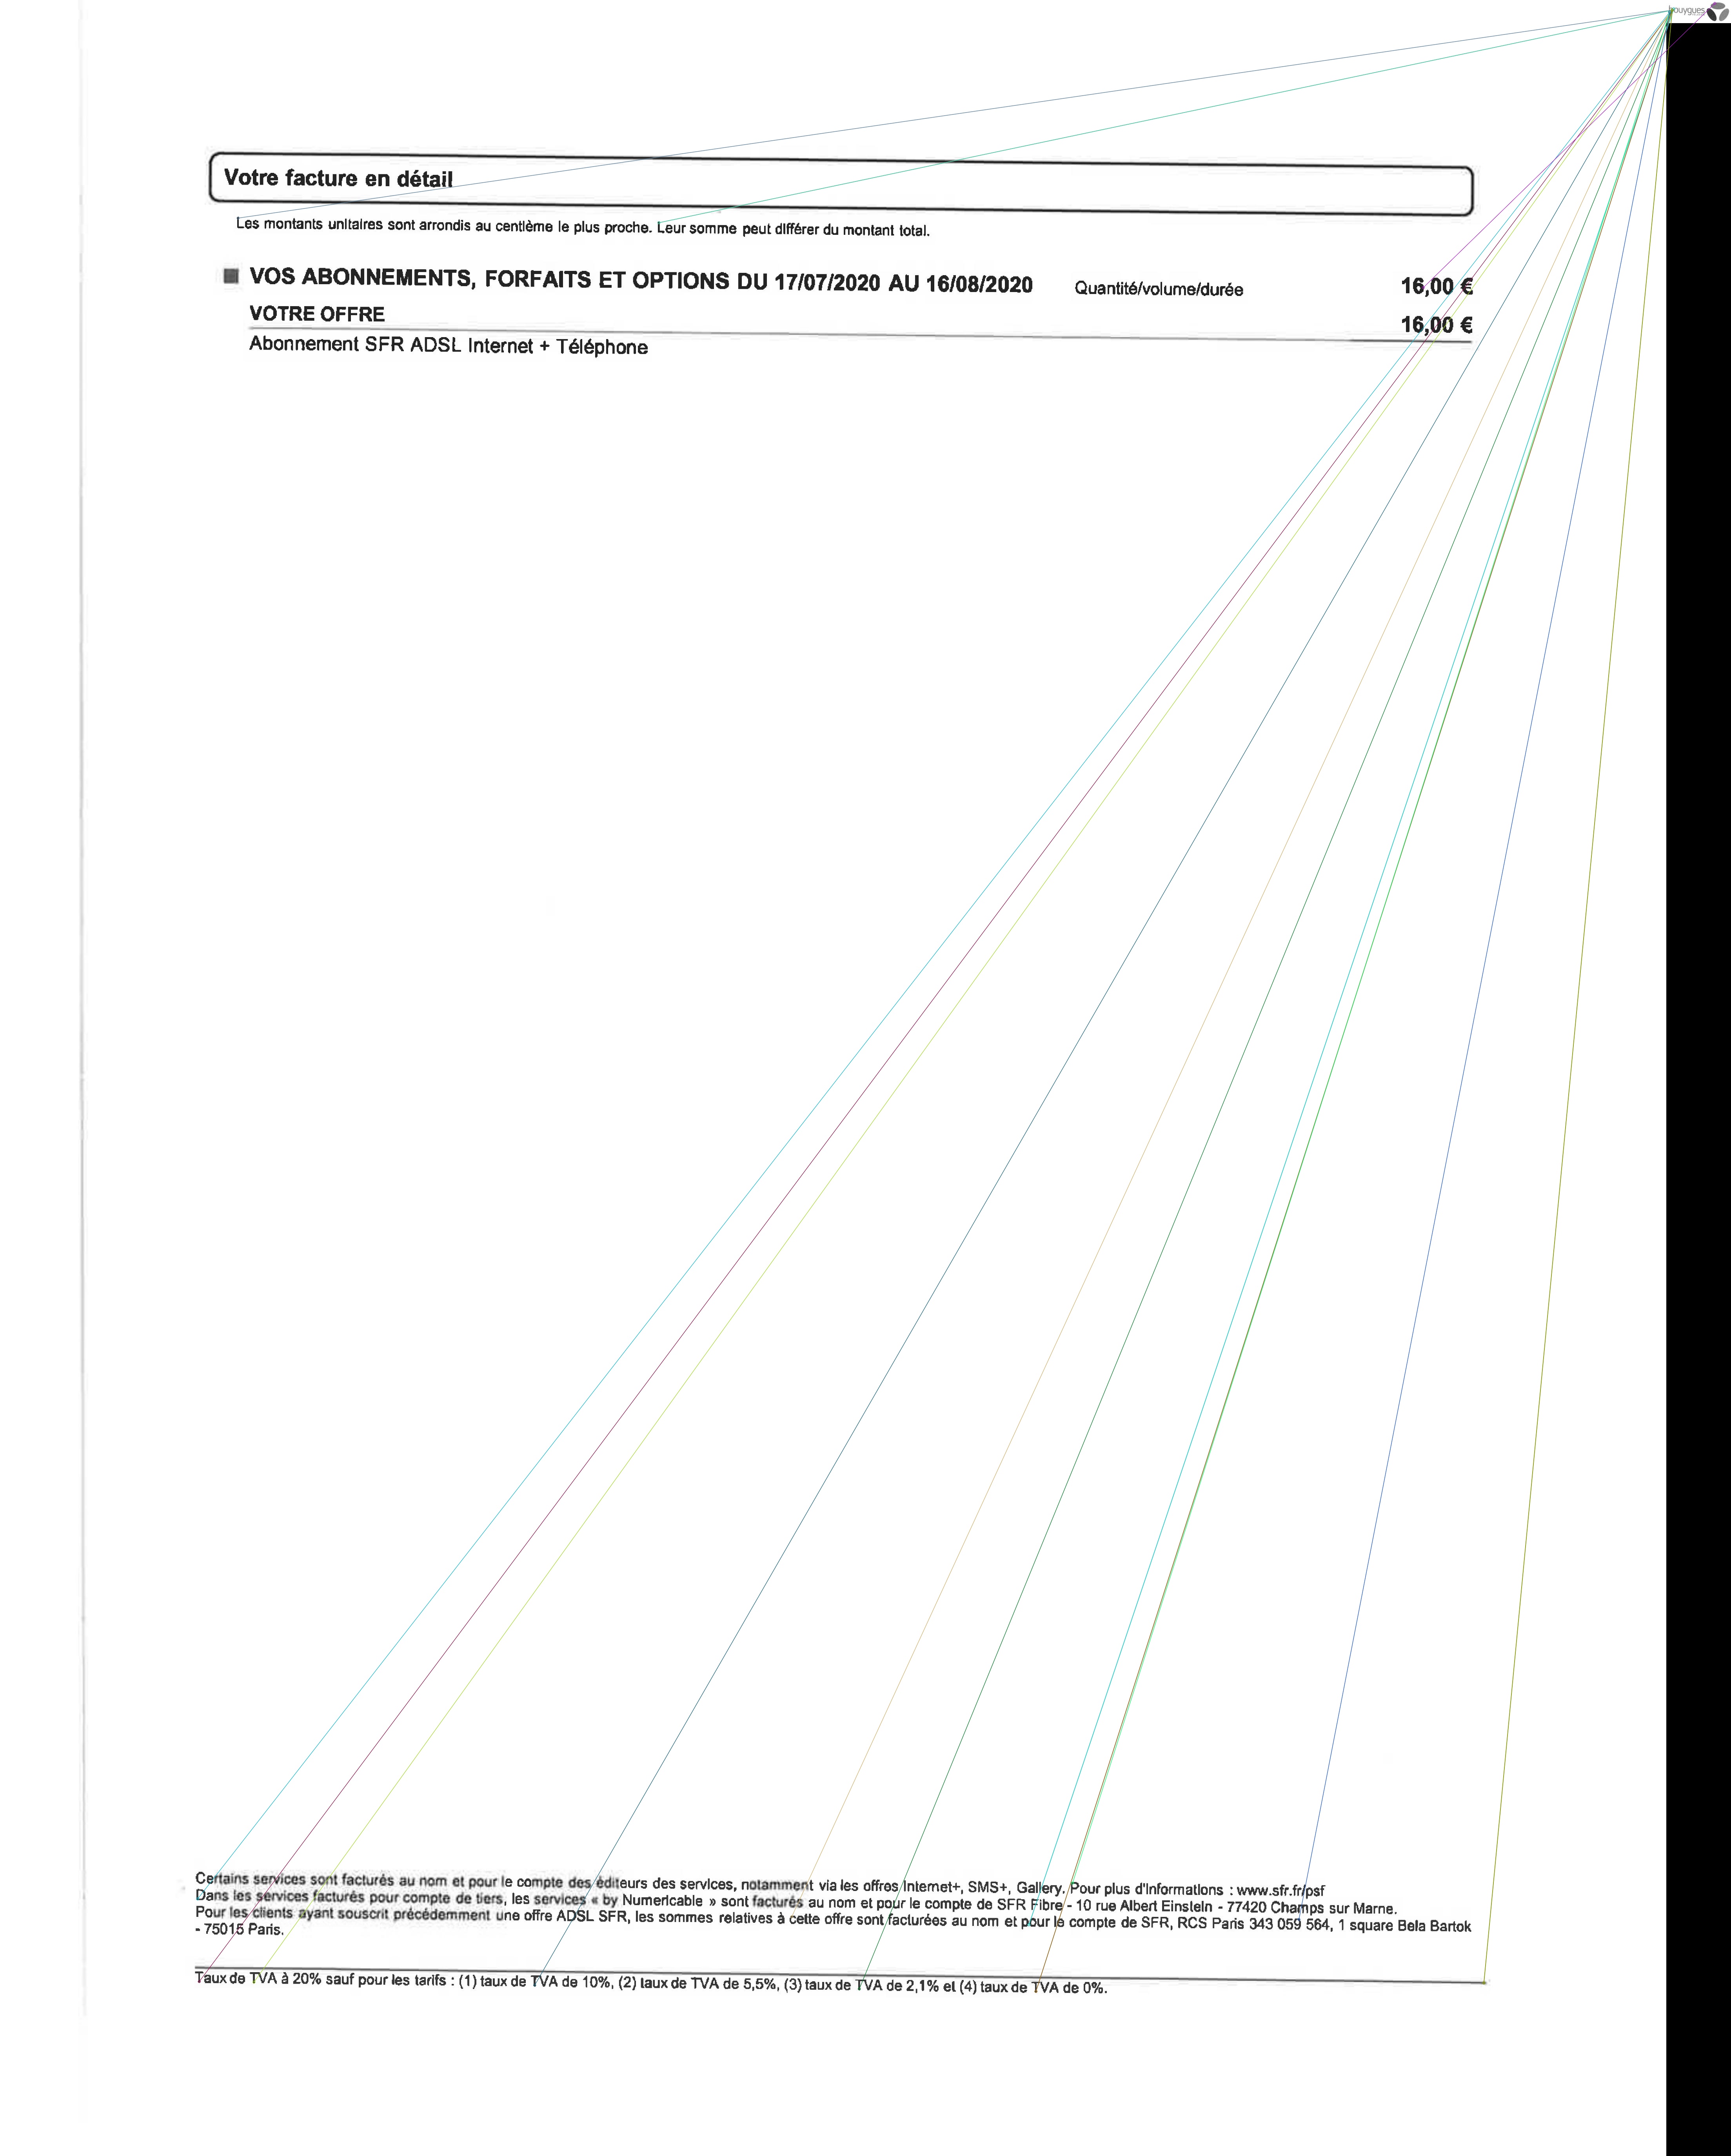 bouygues
Votre facture en détail
Les montants unitaires sont arrondis au centième le plus proche. Leur somme peut différer du montant total.
VOS ABONNEMENTS, FORFAITS ET OPTIONS DU 17/07/2020 AU 16/08/2020 Quantité/volume/durée 16,00 €
VOTRE OFFRE 16,00 €
Abonnement SFR ADSL Internet + Téléphone
Certains services sont facturés au nom et pour le compte des éditeurs des services, notamment via les offres Internet+, SMS+, Gallery. Pour plus d'informations : www.sfr.fr/psf
Dans les services facturés pour compte de tiers, les services « by Numericable » sont facturés au nom et pour le compte de SFR Fibre - 10 rue Albert Einstein - 77420 Champs sur Marne.
Pour les clients ayant souscrit précédemment une offre ADSL SFR, les sommes relatives à cette offre sont facturées au nom et pour le compte de SFR, RCS Paris 343 059 564, 1 square Bela Bartok
- 75015 Paris.
Taux de TVA à 20% sauf pour les tarifs : (1) taux de TVA de 10%, (2) taux de TVA de 5,5%, (3) taux de TVA de 2,1% et (4) taux de TVA de 0%.